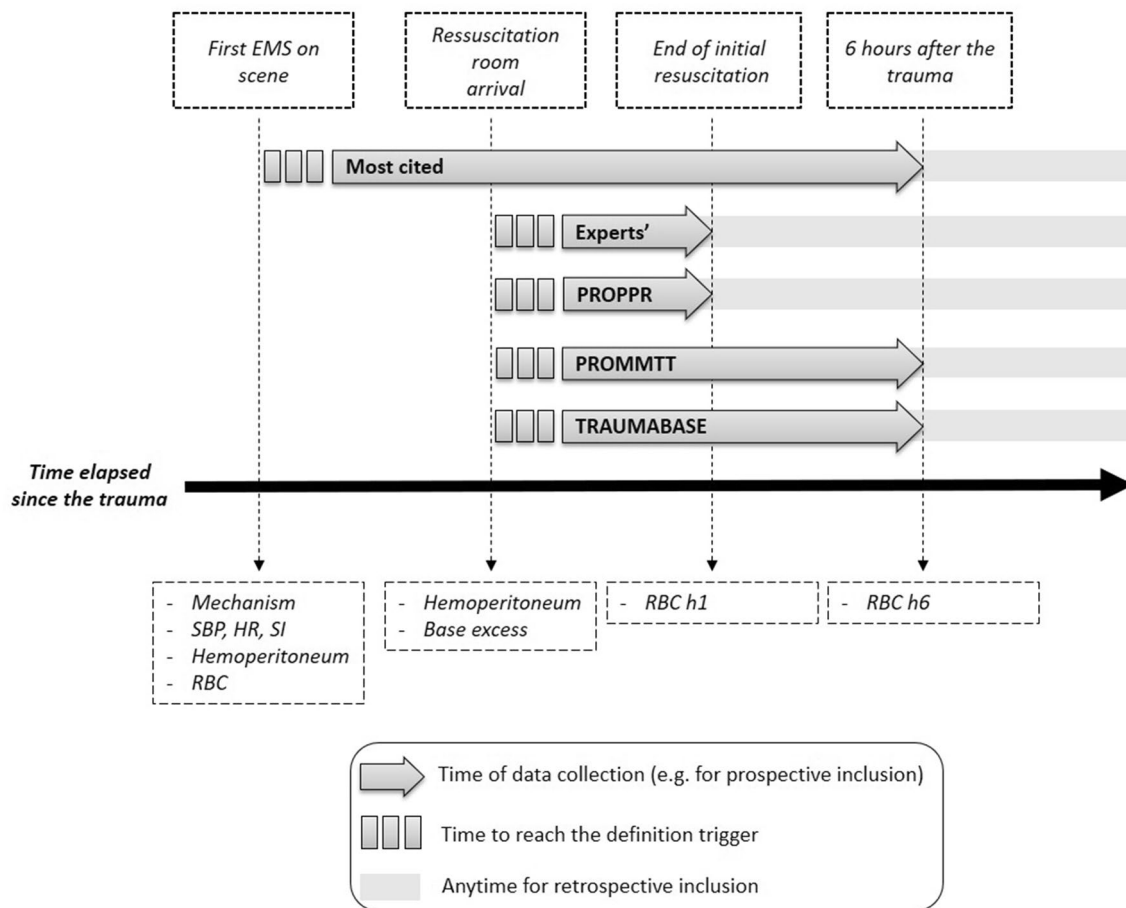 First EMS on
scene
Ressuscitation
room
arrival
End of initial
resuscitation
6 hours after the
trauma
Most cited
Experts’
PROPPR
PROMMTT
TRAUMABASE
Time elapsed
since the trauma
- Mechanism
- SBP, HR, SI
- Hemoperitoneum
- RBC
- Hemoperitoneum
- Base excess
- RBC h1
- RBC h6
Time of data collection (e.g. for prospective inclusion)
Time to reach the definition trigger
Anytime for retrospective inclusion